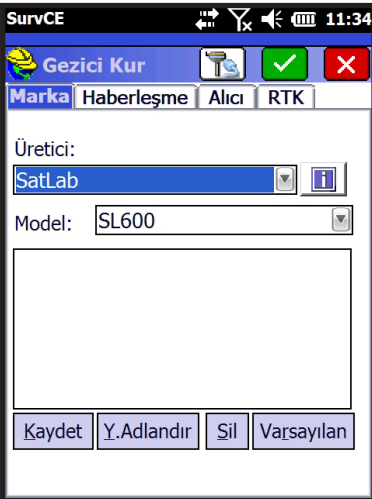 SurvCE 11:34
Gezici Kur
Marka Haberleşme Alıcı RTK
Üretici:
SatLab
Model: SL600
Kaydet Y.Adlandır Sil Varsayılan